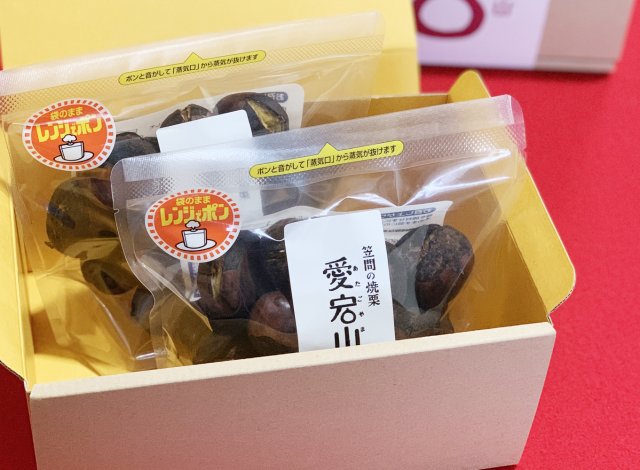 ポンと音がして「蒸気口」から蒸気が抜けます
袋のまま
レンジでポン
ポンと音がして「蒸気口」から蒸気が抜けます
袋のまま
レンジでポン
笠間の焼栗
あたごやま
愛宕山
山